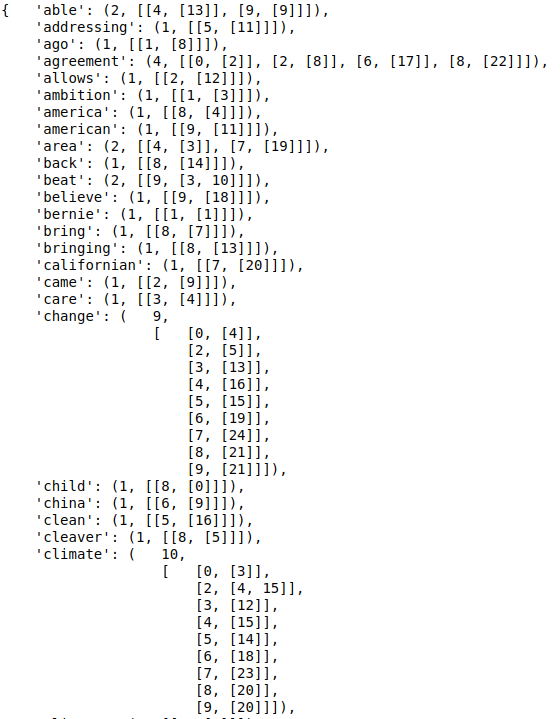 {   'able': (2, [[4, [13]], [9, [9]]]),
    'addressing': (1, [[5, [11]]]),
    'ago': (1, [[1, [8]]]),
    'agreement': (4, [[0, [2]], [2, [8]], [6, [17]], [8, [22]]]),
    'allows': (1, [[2, [12]]]),
    'ambition': (1, [[1, [3]]]),
    'america': (1, [[8, [4]]]),
    'american': (1, [[9, [11]]]),
    'area': (2, [[4, [3]], [7, [19]]]),
    'back': (1, [[8, [14]]]),
    'beat': (2, [[9, [3, 10]]]),
    'believe': (1, [[9, [18]]]),
    'bernie': (1, [[1, [1]]]),
    'bring': (1, [[8, [7]]]),
    'bringing': (1, [[8, [13]]]),
    'californian': (1, [[7, [20]]]),
    'came': (1, [[2, [9]]]),
    'care': (1, [[3, [4]]]),
    'change': (   9,
                  [   [0, [4]],
                      [2, [5]],
                      [3, [13]],
                      [4, [16]],
                      [5, [15]],
                      [6, [19]],
                      [7, [24]],
                      [8, [21]],
                      [9, [21]]]),
    'child': (1, [[8, [0]]]),
    'china': (1, [[6, [9]]]),
    'clean': (1, [[5, [16]]]),
    'cleaver': (1, [[8, [5]]]),
    'climate': (   10,
                   [   [0, [3]],
                       [2, [4, 15]],
                       [3, [12]],
                       [4, [15]],
                       [5, [14]],
                       [6, [18]],
                       [7, [23]],
                       [8, [20]],
                       [9, [20]]]),